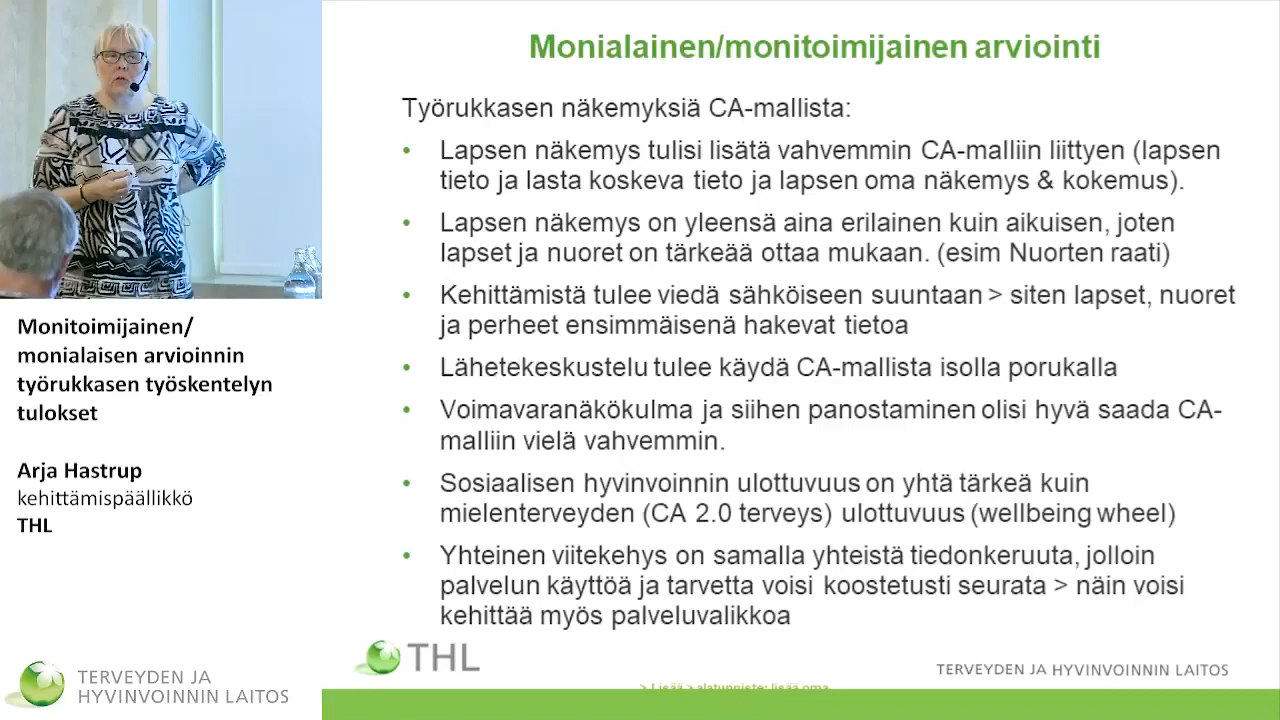 Monialainen/monitoimijainen arviointi
Työrukkasen näkemyksiä CA-mallista:
• Lapsen näkemys tulisi lisätä vahvemmin CA-malliin liittyen (lapsen
tieto ja lasta koskeva tieto ja lapsen oma näkemys & kokemus).
• Lapsen näkemys on yleensä aina erilainen kuin aikuisen, joten
lapset ja nuoret on tärkeää ottaa mukaan. (esim Nuorten raati)
• Kehittämistä tulee viedä sähköiseen suuntaan > siten lapset, nuoret
ja perheet ensimmäisenä hakevat tietoa
• Lähetekeskustelu tulee käydä CA-mallista isolla porukalla
• Voimavaranäkökulma ja siihen panostaminen olisi hyvä saada CA-
malliin vielä vahvemmin.
• Sosiaalisen hyvinvoinnin ulottuvuus on yhtä tärkeä kuin
mielenterveyden (CA 2.0 terveys) ulottuvuus (wellbeing wheel)
• Yhteinen viitekehys on samalla yhteistä tiedonkeruuta, jolloin
palvelun käyttöä ja tarvetta voisi koostetusti seurata > näin voisi
kehittää myös palveluvalikkoa
THL
TERVEYDEN JA HYVINVOINNIN LAITOS
> Lisää > alatunniste: lisää oma
Monitoimijainen/
monialaisen arvioinnin
työrukkasen työskentelyn
tulokset
Arja Hastrup
kehittämispäällikkö
THL
TERVEYDEN JA
HYVINVOINNIN LAITOS